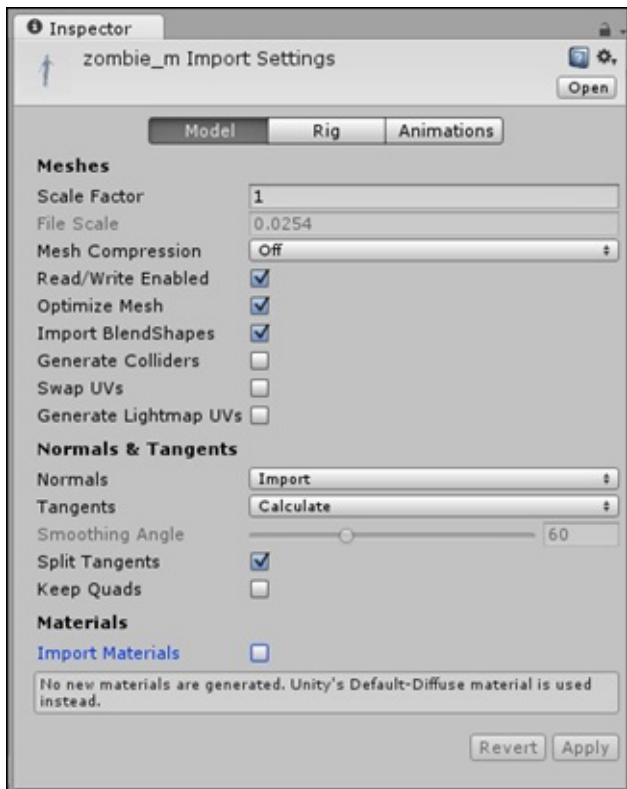 Inspector
zombie_m Import Settings
Open
Model Rig Animations
Meshes
Scale Factor 1
File Scale 0.0254
Mesh Compression Off
Read/Write Enabled
Optimize Mesh
Import BlendShapes
Generate Colliders
Swap UVs
Generate Lightmap UVs
Normals & Tangents
Normals Import
Tangents Calculate
Smoothing Angle 60
Split Tangents
Keep Quads
Materials
Import Materials
No new materials are generated. Unity's Default-Diffuse material is used
instead.
Revert Apply